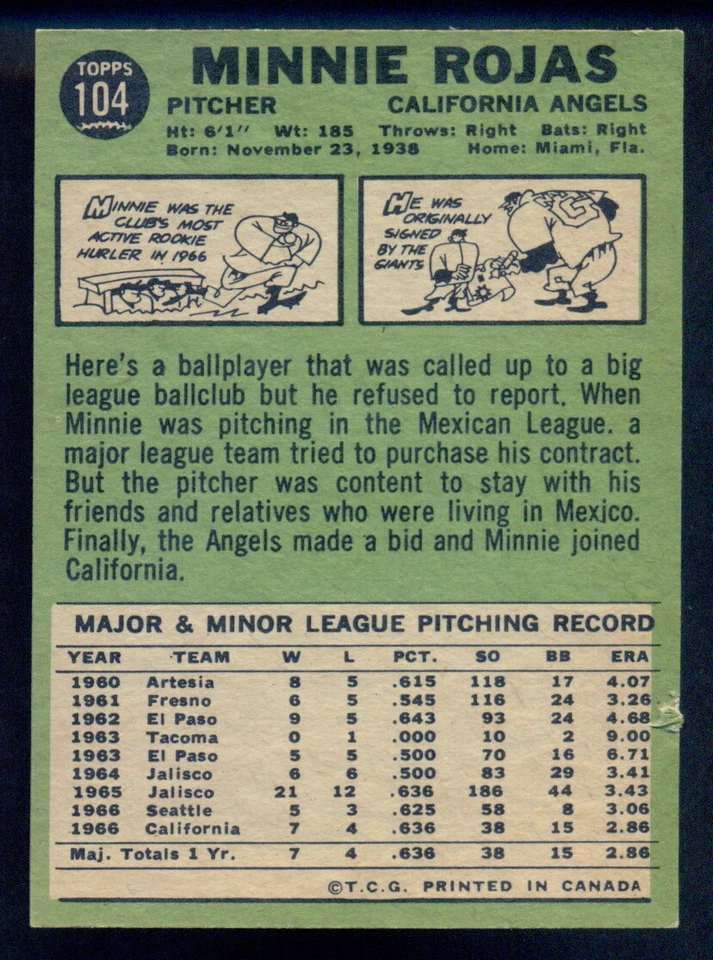 TOPPS
104
MINNIE ROJAS
PITCHER CALIFORNIA ANGELS
Ht: 6'1" Wt: 185 Throws: Right Bats: Right
Born: November 23, 1938 Home: Miami, Fla.
MINNIE WAS THE
CLUB'S MOST
ACTIVE ROOKIE
HURLER IN 1966
HE WAS
ORIGINALLY
SIGNED
BY THE
GIANTS
G
Here's a ballplayer that was called up to a big
league ballclub but he refused to report. When
Minnie was pitching in the Mexican League. a
major league team tried to purchase his contract.
But the pitcher was content to stay with his
friends and relatives who were living in Mexico.
Finally, the Angels made a bid and Minnie joined
California.
MAJOR & MINOR LEAGUE PITCHING RECORD
YEAR TEAM W L PCT. SO BB ERA
1960 Artesia 8 5 .615 118 17 4.07
1961 Fresno 6 5 .545 116 24 3.26
1962 El Paso 9 5 .643 93 24 4.68
1963 Tacoma 0 1 .000 10 2 9.00
1963 El Paso 5 5 .500 70 16 6.71
1964 Jalisco 6 6 .500 83 29 3.41
1965 Jalisco 21 12 .636 186 44 3.43
1966 Seattle 5 3 .625 58 8 3.06
1966 California 7 4 .636 38 15 2.86
Maj. Totals 1 Yr. 7 4 .636 38 15 2.86
©T.C.G. PRINTED IN CANADA